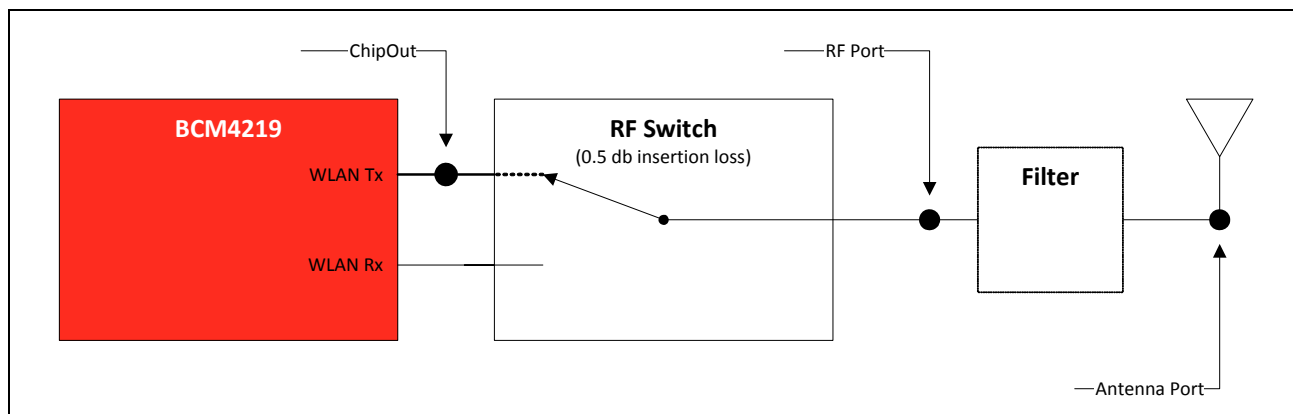 ChipOut
RF Port
BCM4219
RF Switch
(0.5 db insertion loss)
WLAN Tx
Filter
WLAN Rx
Antenna Port